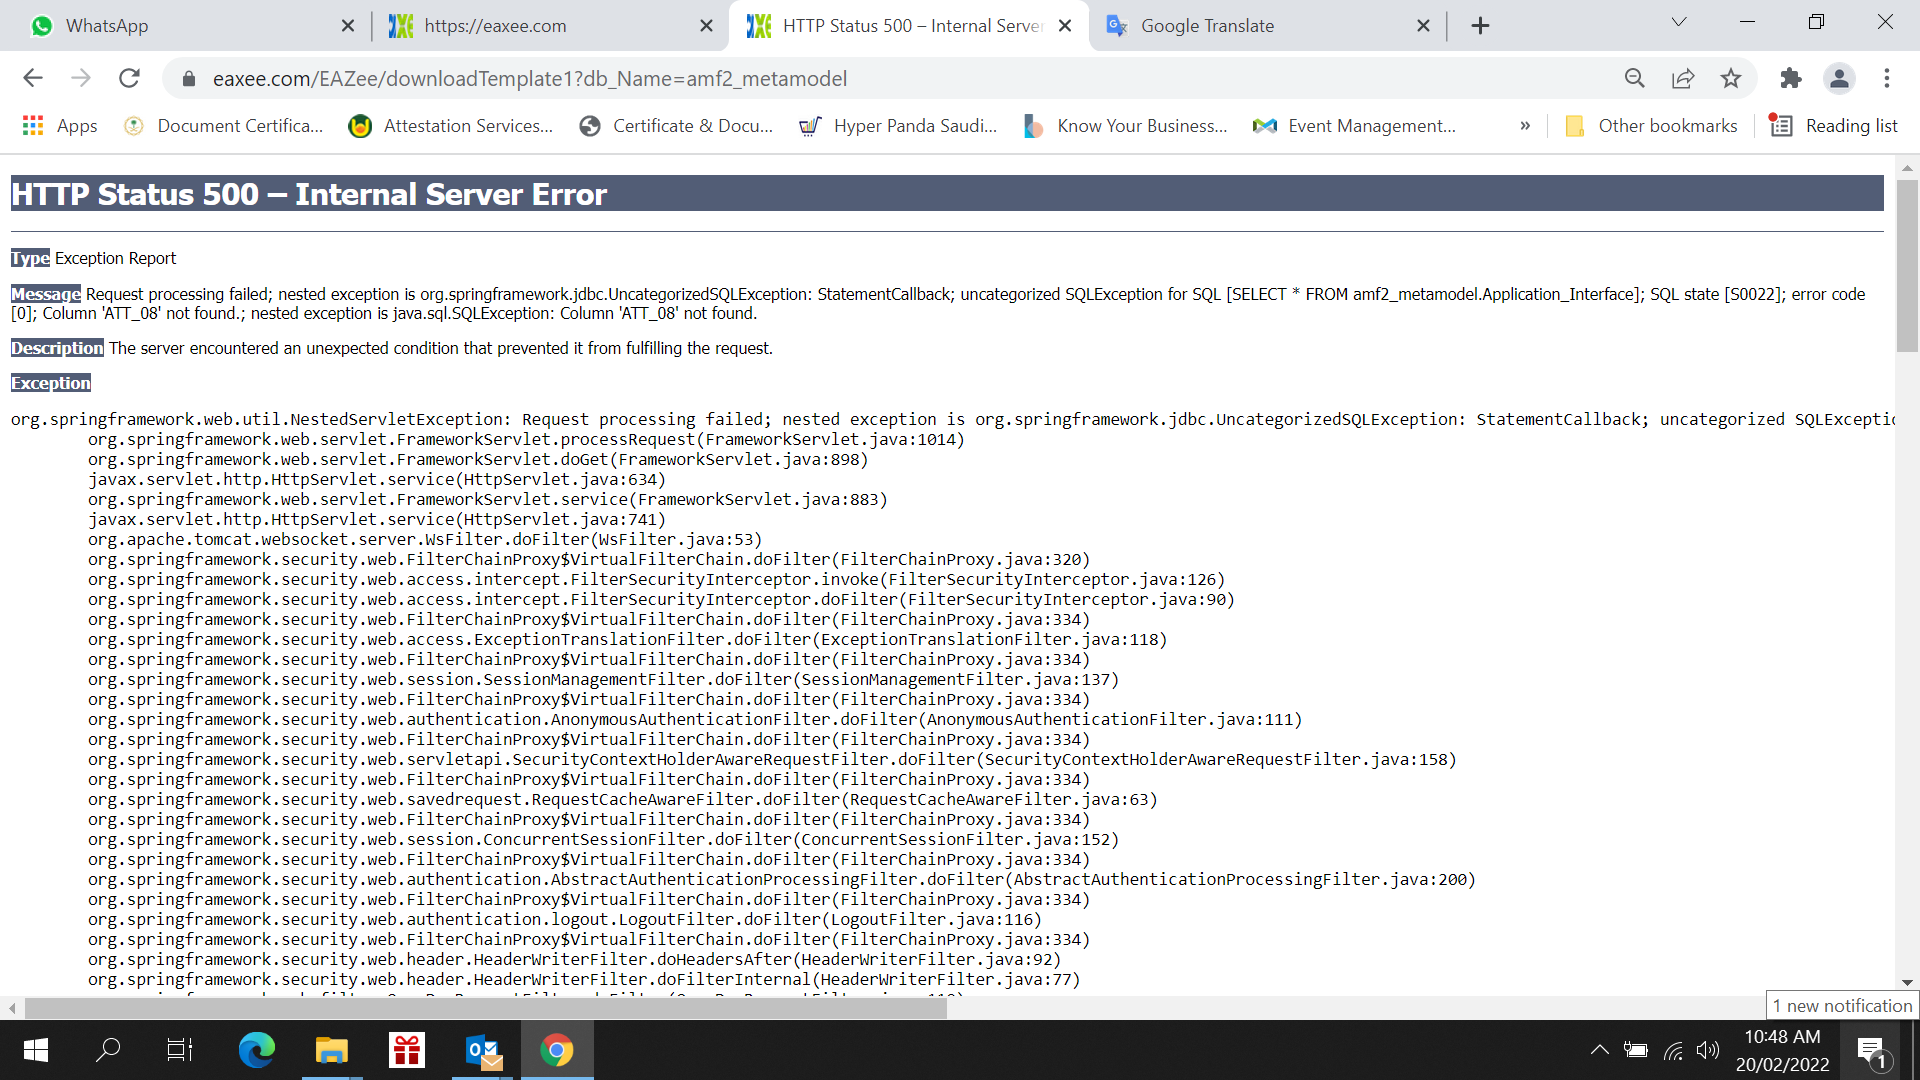 WhatsApp
https://eaxee.com
HTTP Status 500 – Internal Server
Google Translate
eaxee.com/EAZee/downloadTemplate1?db_Name=amf2_metamodel
Apps
Document Certifica...
Attestation Services...
Certificate & Docu...
Hyper Panda Saudi...
Know Your Business...
Event Management...
»
Other bookmarks
Reading list
HTTP Status 500 – Internal Server Error
Type Exception Report
Message Request processing failed; nested exception is org.springframework.jdbc.UncategorizedSQLException: StatementCallback; uncategorized SQLException for SQL [SELECT * FROM amf2_metamodel.Application_Interface]; SQL state [S0022]; error code
[0]; Column 'ATT_08' not found.; nested exception is java.sql.SQLException: Column 'ATT_08' not found.
Description The server encountered an unexpected condition that prevented it from fulfilling the request.
Exception
org.springframework.web.util.NestedServletException: Request processing failed; nested exception is org.springframework.jdbc.UncategorizedSQLException: StatementCallback; uncategorized SQLExceptio
org.springframework.web.servlet.FrameworkServlet.processRequest(FrameworkServlet.java:1014)
org.springframework.web.servlet.FrameworkServlet.doGet(FrameworkServlet.java:898)
javax.servlet.http.HttpServlet.service(HttpServlet.java:634)
org.springframework.web.servlet.FrameworkServlet.service(FrameworkServlet.java:883)
javax.servlet.http.HttpServlet.service(HttpServlet.java:741)
org.apache.tomcat.websocket.server.WsFilter.doFilter(WsFilter.java:53)
org.springframework.security.web.FilterChainProxy$VirtualFilterChain.doFilter(FilterChainProxy.java:320)
org.springframework.security.web.access.intercept.FilterSecurityInterceptor.invoke(FilterSecurityInterceptor.java:126)
org.springframework.security.web.access.intercept.FilterSecurityInterceptor.doFilter(FilterSecurityInterceptor.java:90)
org.springframework.security.web.FilterChainProxy$VirtualFilterChain.doFilter(FilterChainProxy.java:334)
org.springframework.security.web.access.ExceptionTranslationFilter.doFilter(ExceptionTranslationFilter.java:118)
org.springframework.security.web.FilterChainProxy$VirtualFilterChain.doFilter(FilterChainProxy.java:334)
org.springframework.security.web.session.SessionManagementFilter.doFilter(SessionManagementFilter.java:137)
org.springframework.security.web.FilterChainProxy$VirtualFilterChain.doFilter(FilterChainProxy.java:334)
org.springframework.security.web.authentication.AnonymousAuthenticationFilter.doFilter(AnonymousAuthenticationFilter.java:111)
org.springframework.security.web.FilterChainProxy$VirtualFilterChain.doFilter(FilterChainProxy.java:334)
org.springframework.security.web.servletapi.SecurityContextHolderAwareRequestFilter.doFilter(SecurityContextHolderAwareRequestFilter.java:158)
org.springframework.security.web.FilterChainProxy$VirtualFilterChain.doFilter(FilterChainProxy.java:334)
org.springframework.security.web.savedrequest.RequestCacheAwareFilter.doFilter(RequestCacheAwareFilter.java:63)
org.springframework.security.web.FilterChainProxy$VirtualFilterChain.doFilter(FilterChainProxy.java:334)
org.springframework.security.web.session.ConcurrentSessionFilter.doFilter(ConcurrentSessionFilter.java:152)
org.springframework.security.web.FilterChainProxy$VirtualFilterChain.doFilter(FilterChainProxy.java:334)
org.springframework.security.web.authentication.AbstractAuthenticationProcessingFilter.doFilter(AbstractAuthenticationProcessingFilter.java:200)
org.springframework.security.web.FilterChainProxy$VirtualFilterChain.doFilter(FilterChainProxy.java:334)
org.springframework.security.web.authentication.logout.LogoutFilter.doFilter(LogoutFilter.java:116)
org.springframework.security.web.FilterChainProxy$VirtualFilterChain.doFilter(FilterChainProxy.java:334)
org.springframework.security.web.header.HeaderWriterFilter.doHeadersAfter(HeaderWriterFilter.java:92)
org.springframework.security.web.header.HeaderWriterFilter.doFilterInternal(HeaderWriterFilter.java:77)
1 new notification
10:48 AM
20/02/2022
1